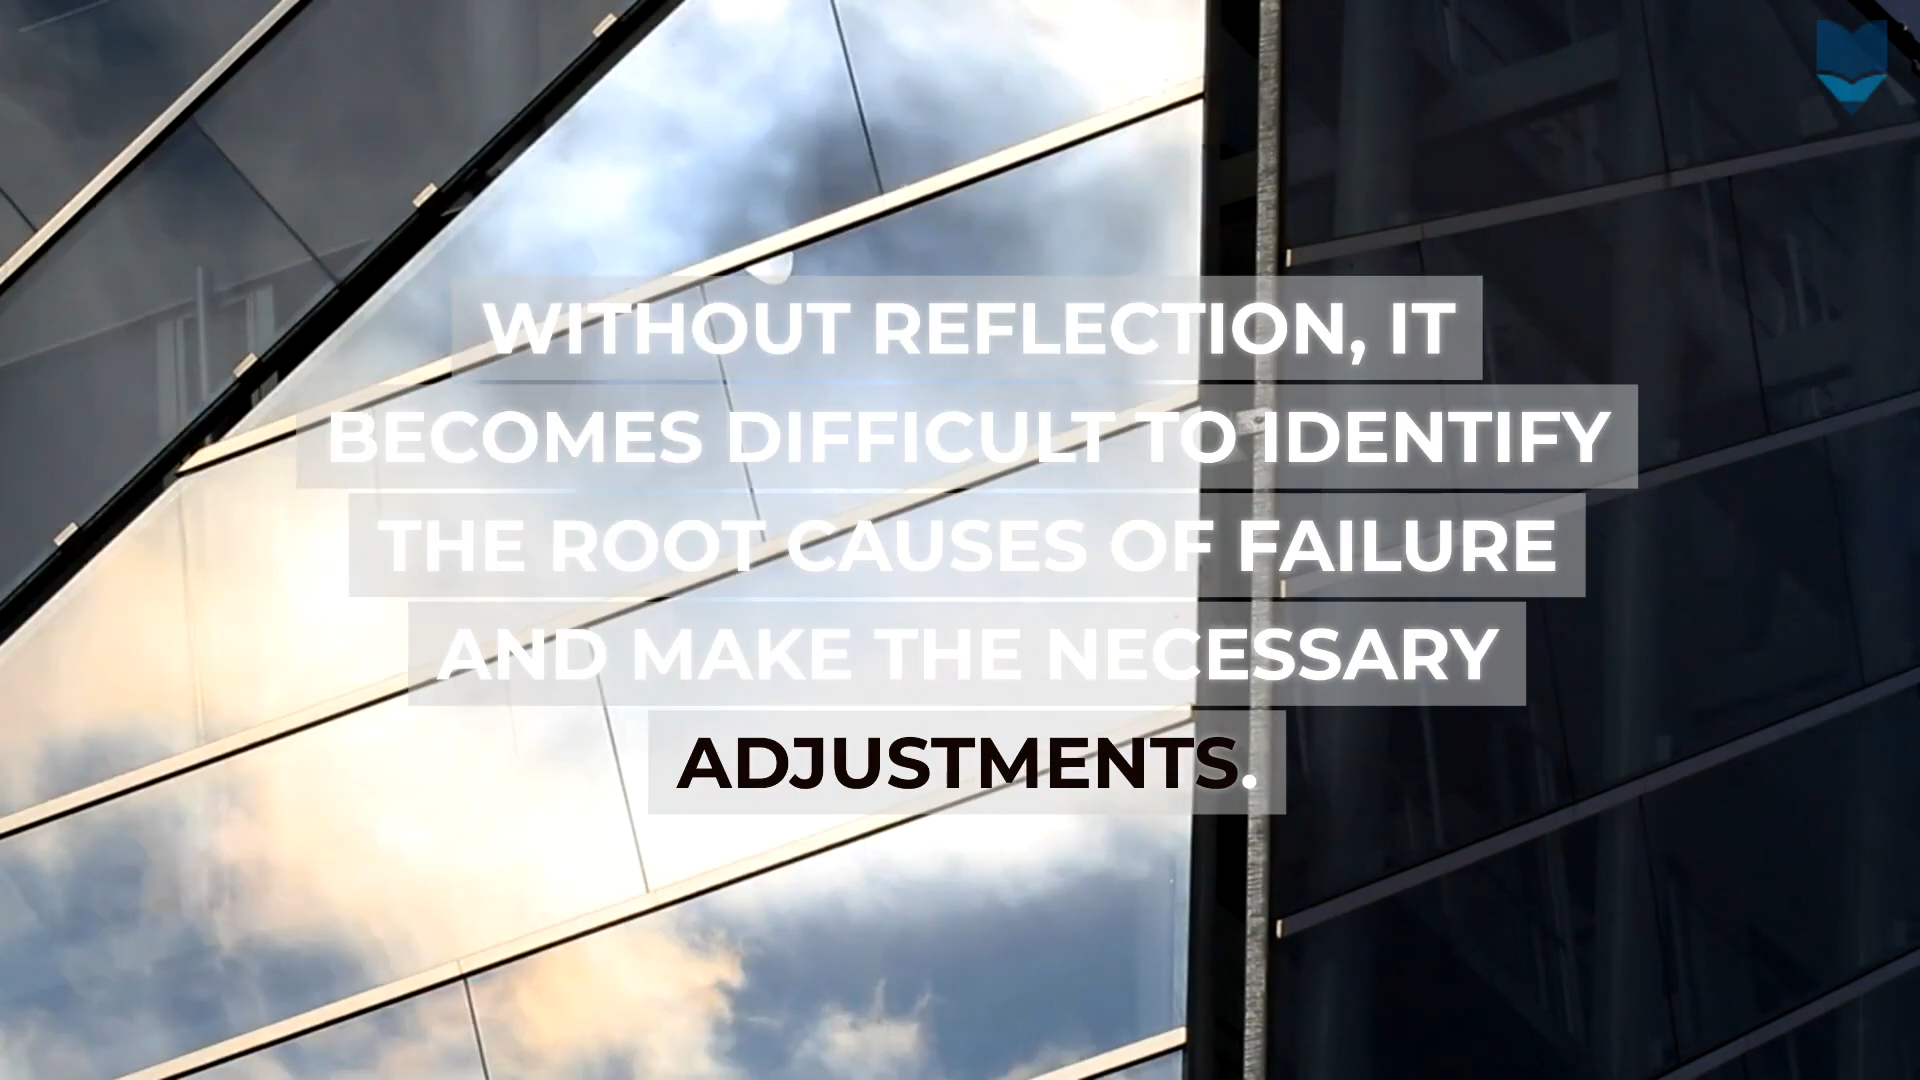 WITHOUT REFLECTION, IT
BECOMES DIFFICULT TO IDENTIFY
THE ROOT CAUSES OF FAILURE
AND MAKE THE NECESSARY
ADJUSTMENTS.